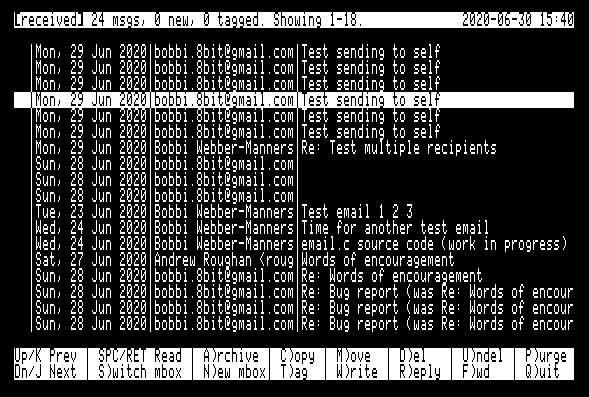 [received] 24 msgs, 0 new, 0 tagged. Showing 1-18. 2020-06-30 15:40
|Mon, 29 Jun 2020|bobbi.8bit@gmail.com|Test sending to self
|Mon, 29 Jun 2020|bobbi.8bit@gmail.com|Test sending to self
|Mon, 29 Jun 2020|bobbi.8bit@gmail.com|Test sending to self
|Mon, 29 Jun 2020|bobbi.8bit@gmail.com|Test sending to self
|Mon, 29 Jun 2020|bobbi.8bit@gmail.com|Test sending to self
|Mon, 29 Jun 2020|bobbi.8bit@gmail.com|Test sending to self
|Mon, 29 Jun 2020|Bobbi Webber-Manners|Re: Test multiple recipients
|Sun, 28 Jun 2020|bobbi.8bit@gmail.com|
|Sun, 28 Jun 2020|bobbi.8bit@gmail.com|
|Sun, 28 Jun 2020|bobbi.8bit@gmail.com|
|Tue, 23 Jun 2020|Bobbi Webber-Manners|Test email 1 2 3
|Wed, 24 Jun 2020|Bobbi Webber-Manners|Time for another test email
|Wed, 24 Jun 2020|Bobbi Webber-Manners|email.c source code (work in progress)
|Sat, 27 Jun 2020|Andrew Roughan <roug|Words of encouragement
|Sun, 28 Jun 2020|bobbi.8bit@gmail.com|Re: Words of encouragement
|Sun, 28 Jun 2020|bobbi.8bit@gmail.com|Re: Bug report (was Re: Words of encour
|Sun, 28 Jun 2020|bobbi.8bit@gmail.com|Re: Bug report (was Re: Words of encour
|Sun, 28 Jun 2020|bobbi.8bit@gmail.com|Re: Bug report (was Re: Words of encour
Up/K Prev | SPC/RET Read | A)rchive | C)opy | M)ove | D)el | U)ndel | P)urge
Dn/J Next | S)witch mbox | N)ew mbox | T)ag | W)rite | R)eply | F)wd | Q)uit